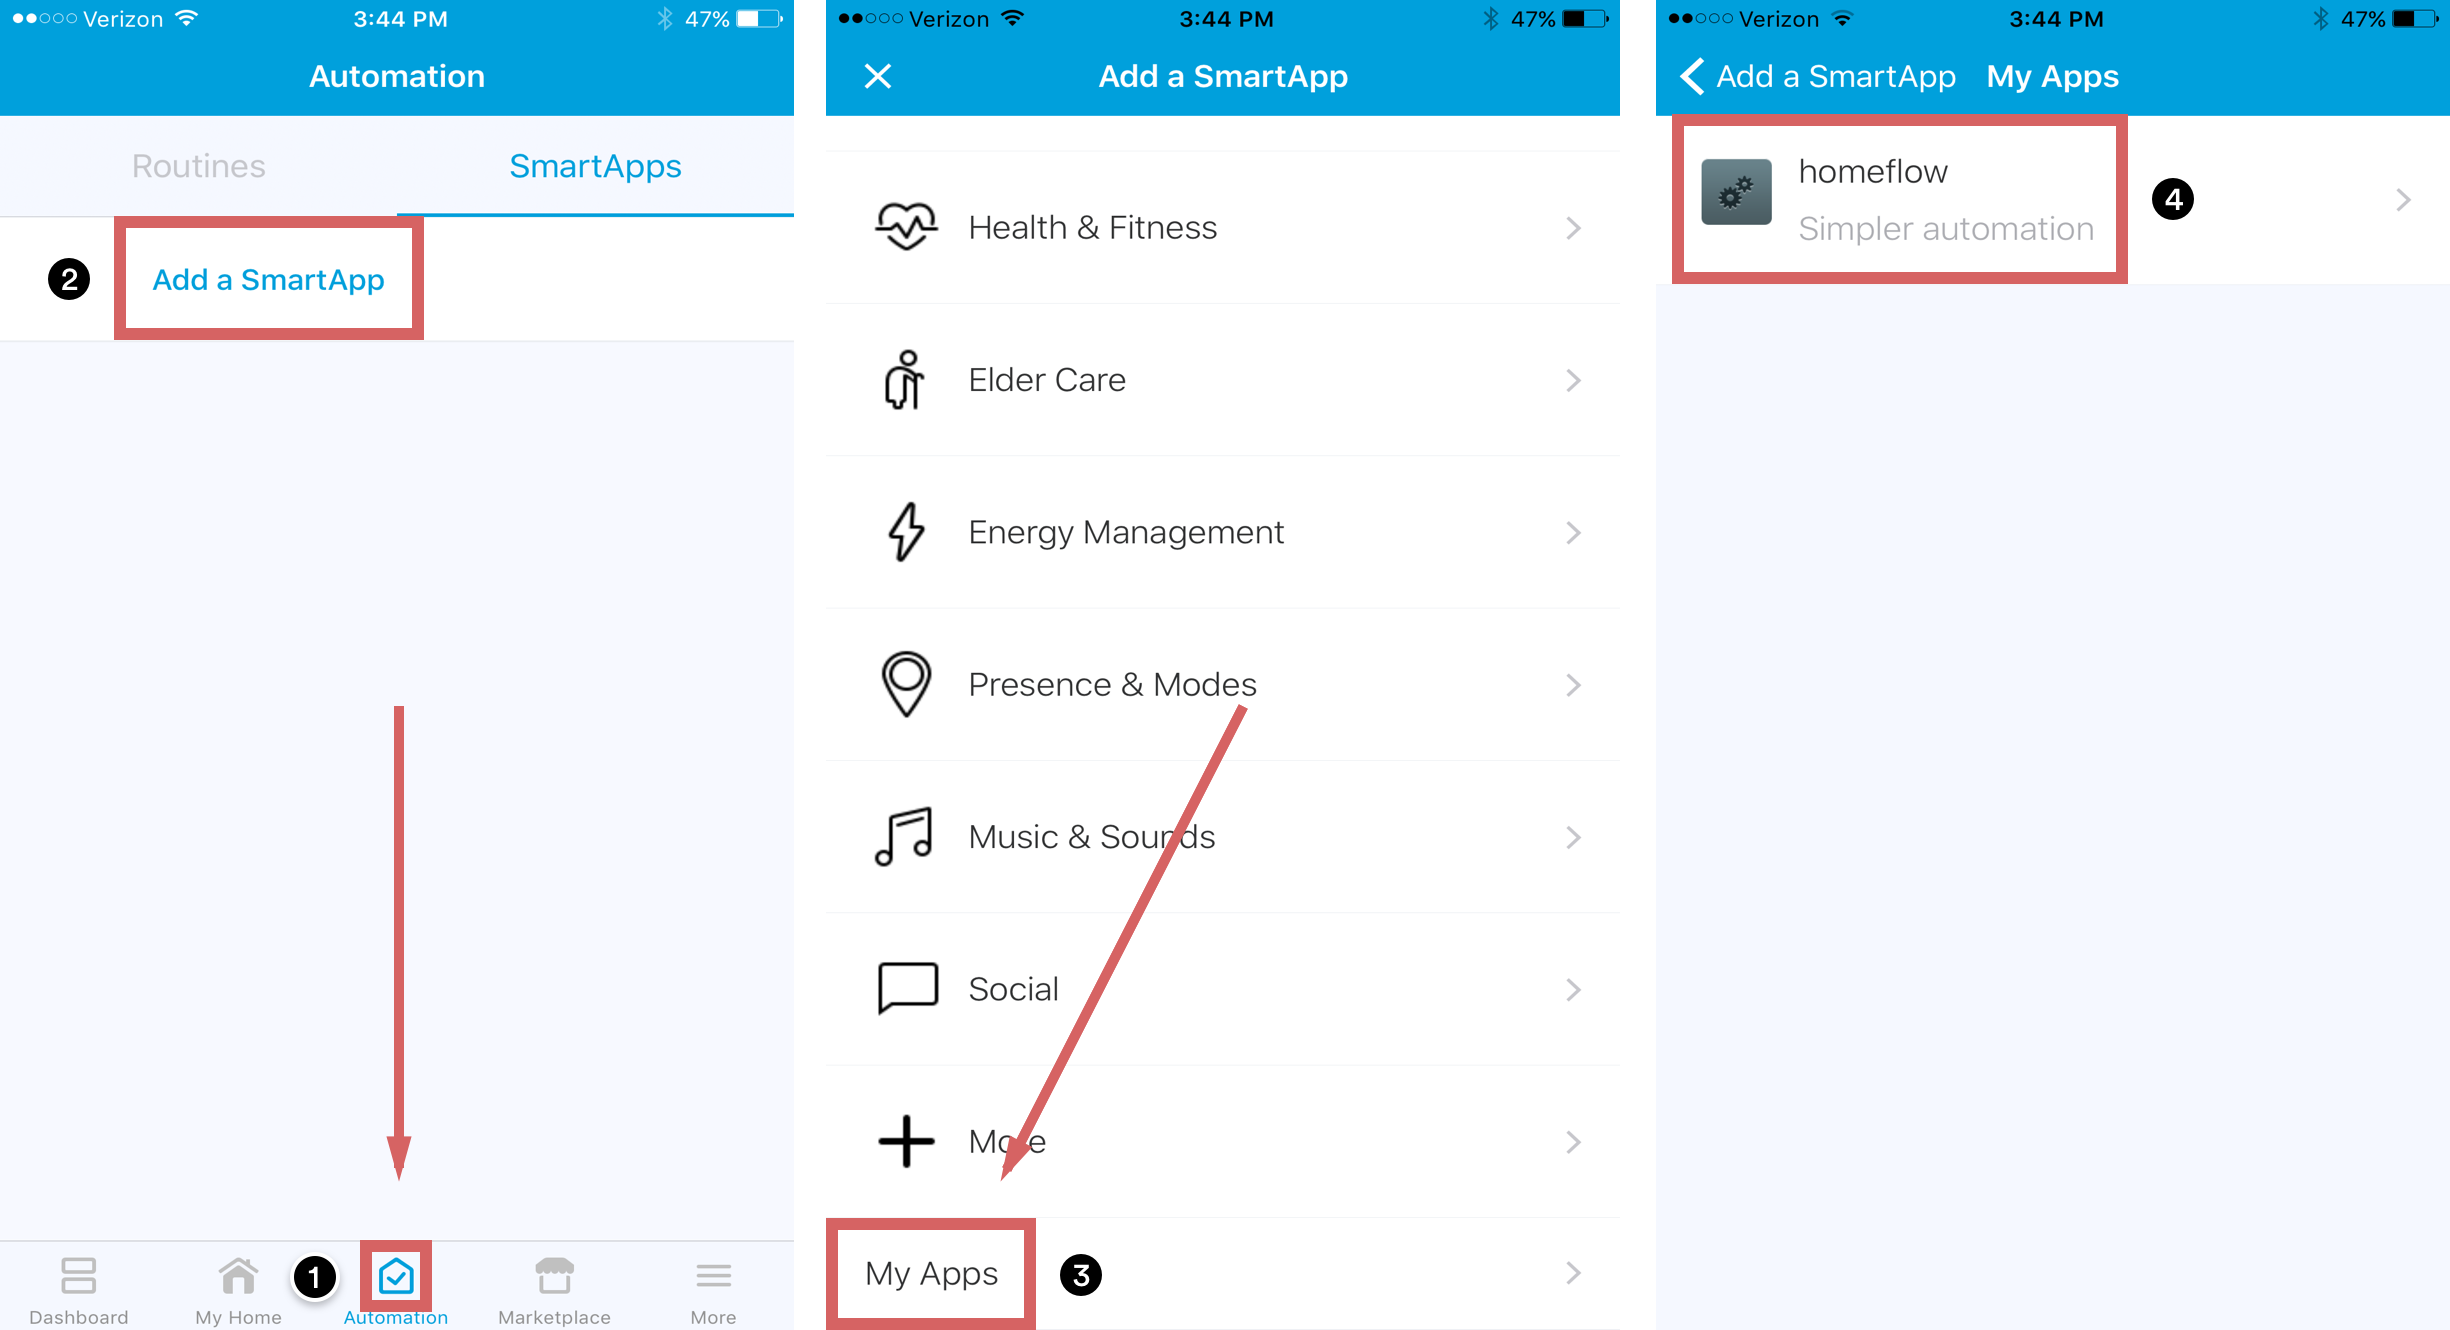 Verizon 3:44 PM 47%
Automation
Routines SmartApps
2 Add a SmartApp
1
Dashboard My Home Automation Marketplace More
Verizon 3:44 PM 47%
Add a SmartApp
Health & Fitness
Elder Care
Energy Management
Presence & Modes
Music & Sounds
Social
More
My Apps 3
Verizon 3:44 PM 47%
Add a SmartApp My Apps
homeflow
Simpler automation
4